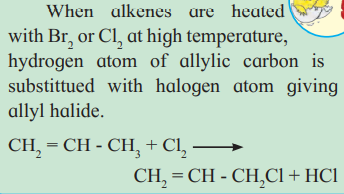 When alkenes are heated
with Br₂ or Cl₂ at high temperature,
hydrogen atom of allylic carbon is
substittued with halogen atom giving
allyl halide.
CH₂ = CH - CH₃ + Cl₂ ⟶
CH₂ = CH - CH₂Cl + HCl